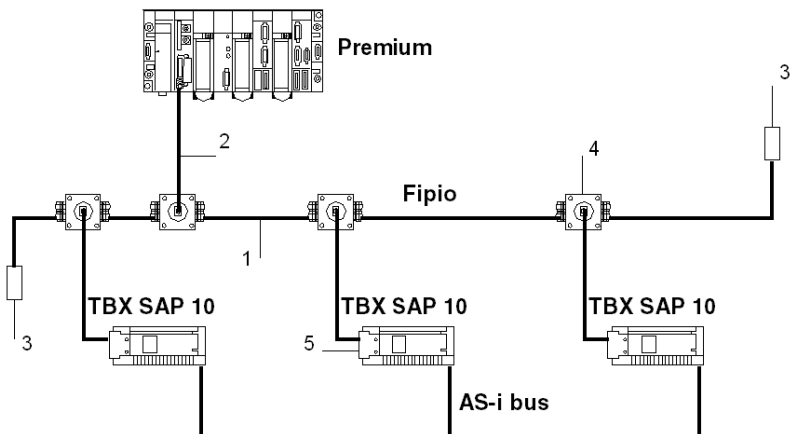 Premium
3
2
4
Fipio
1
TBX SAP 10
TBX SAP 10
TBX SAP 10
3
5
AS-i bus